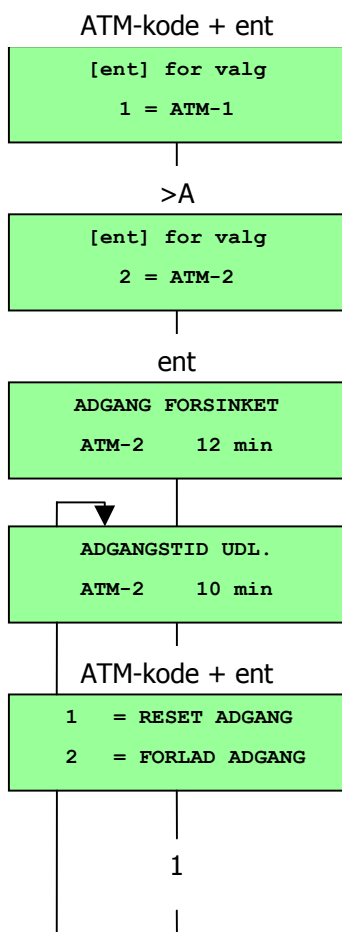 ATM-kode + ent
[ent] for valg
1 = ATM-1
>A
[ent] for valg
2 = ATM-2
ent
ADGANG FORSINKET
ATM-2 12 min
ADGANGSTID UDL.
ATM-2 10 min
ATM-kode + ent
1 = RESET ADGANG
2 = FORLAD ADGANG
1